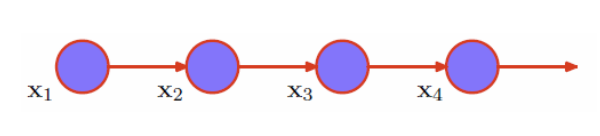 x₁ x₂ x₃ x₄